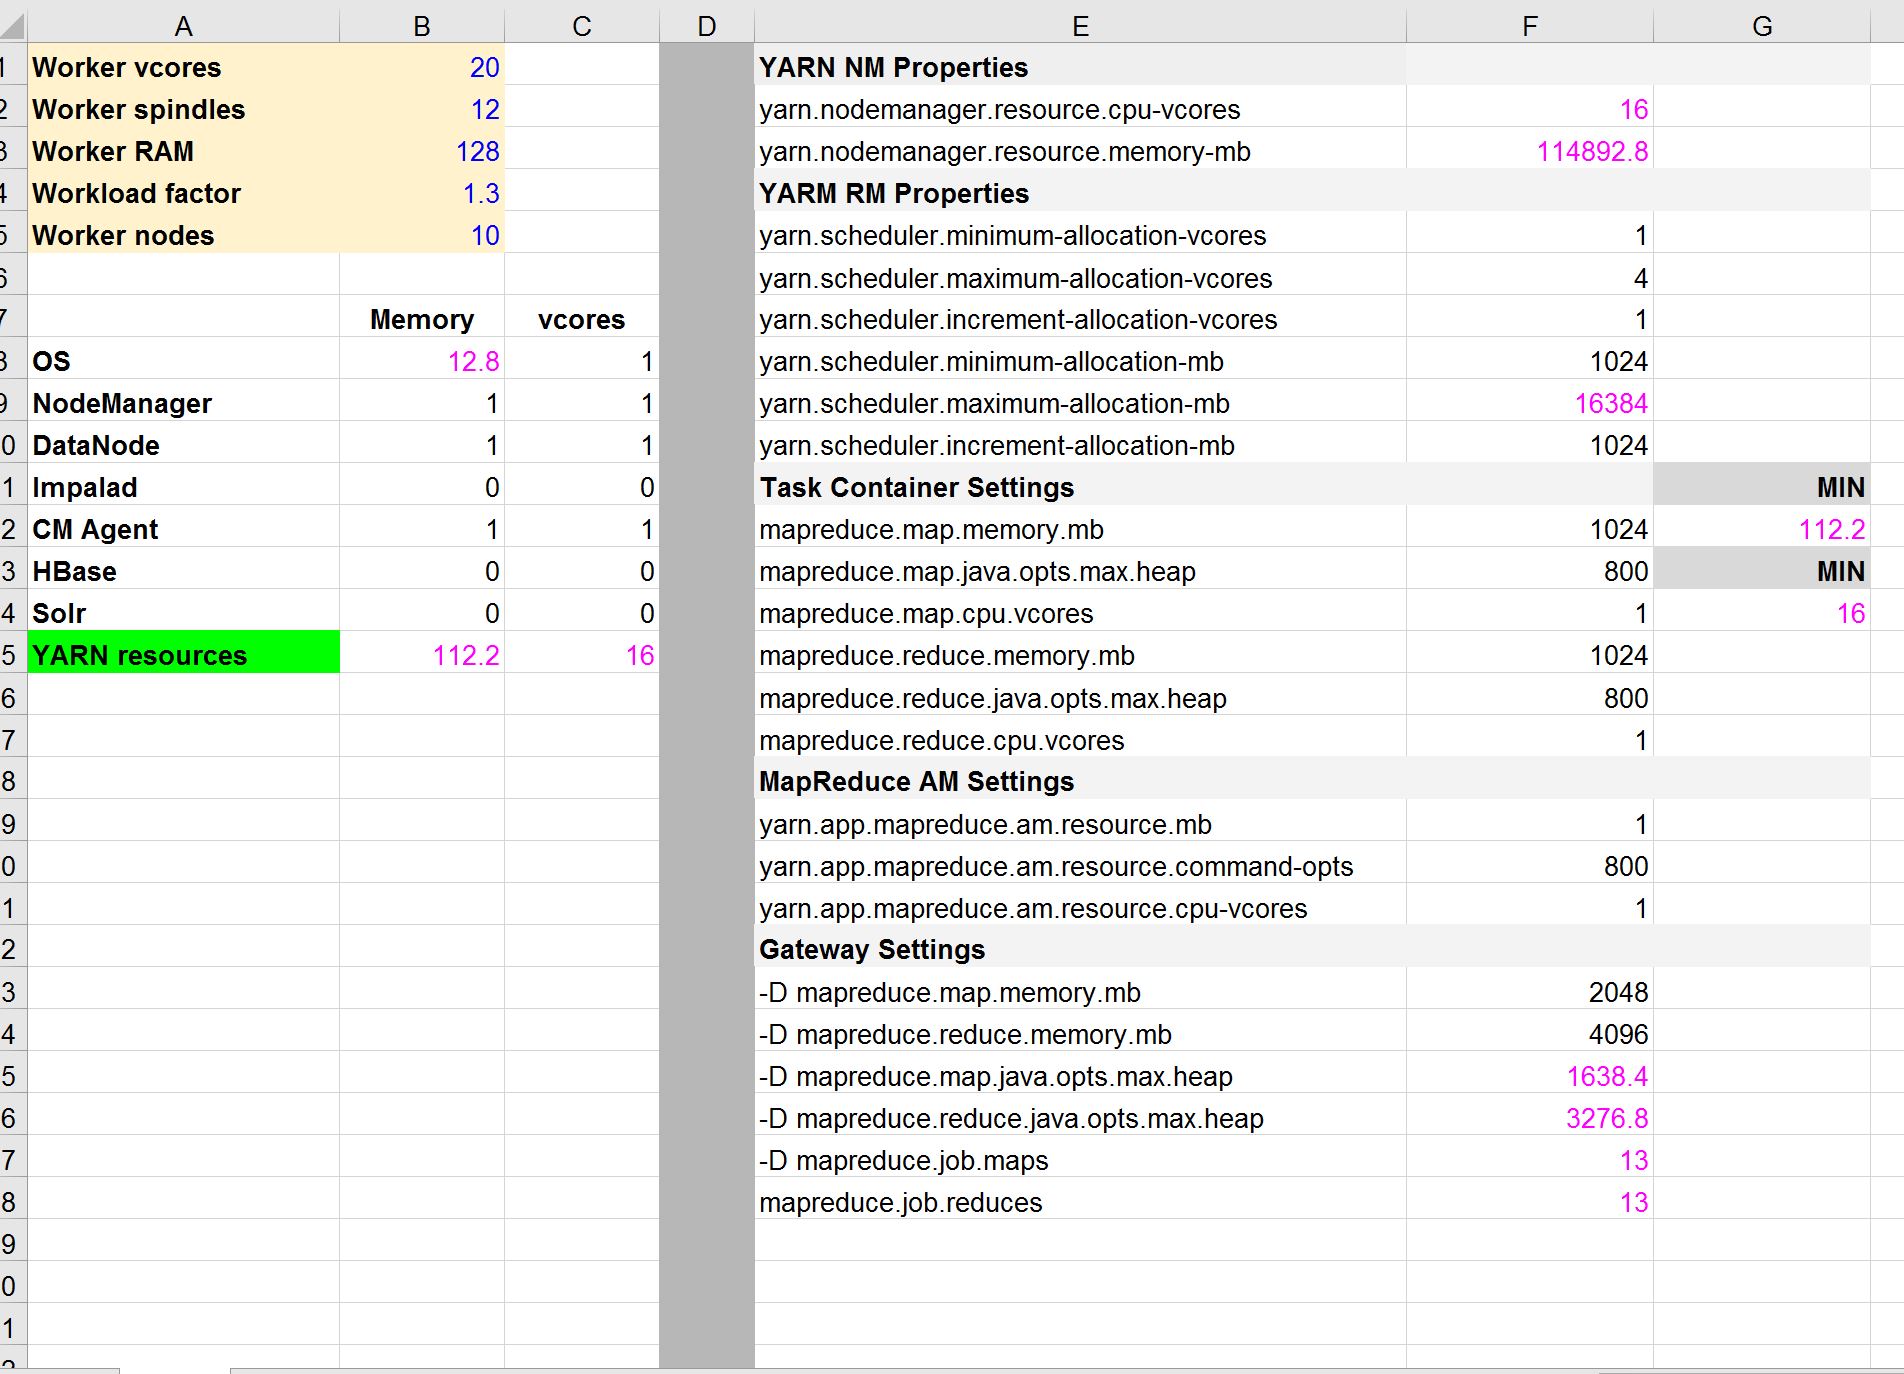 A B C D E F G
1 Worker vcores 20 YARN NM Properties
2 Worker spindles 12 yarn.nodemanager.resource.cpu-vcores 16
3 Worker RAM 128 yarn.nodemanager.resource.memory-mb 114892.8
4 Workload factor 1.3 YARM RM Properties
5 Worker nodes 10 yarn.scheduler.minimum-allocation-vcores 1
6 yarn.scheduler.maximum-allocation-vcores 4
7 Memory vcores yarn.scheduler.increment-allocation-vcores 1
8 OS 12.8 1 yarn.scheduler.minimum-allocation-mb 1024
9 NodeManager 1 1 yarn.scheduler.maximum-allocation-mb 16384
0 DataNode 1 1 yarn.scheduler.increment-allocation-mb 1024
1 Impalad 0 0 Task Container Settings MIN
2 CM Agent 1 1 mapreduce.map.memory.mb 1024 112.2
3 HBase 0 0 mapreduce.map.java.opts.max.heap 800 MIN
4 Solr 0 0 mapreduce.map.cpu.vcores 1 16
5 YARN resources 112.2 16 mapreduce.reduce.memory.mb 1024
6 mapreduce.reduce.java.opts.max.heap 800
7 mapreduce.reduce.cpu.vcores 1
8 MapReduce AM Settings
9 yarn.app.mapreduce.am.resource.mb 1
0 yarn.app.mapreduce.am.resource.command-opts 800
1 yarn.app.mapreduce.am.resource.cpu-vcores 1
2 Gateway Settings
3 -D mapreduce.map.memory.mb 2048
4 -D mapreduce.reduce.memory.mb 4096
5 -D mapreduce.map.java.opts.max.heap 1638.4
6 -D mapreduce.reduce.java.opts.max.heap 3276.8
7 -D mapreduce.job.maps 13
8 mapreduce.job.reduces 13
9
0
1
2